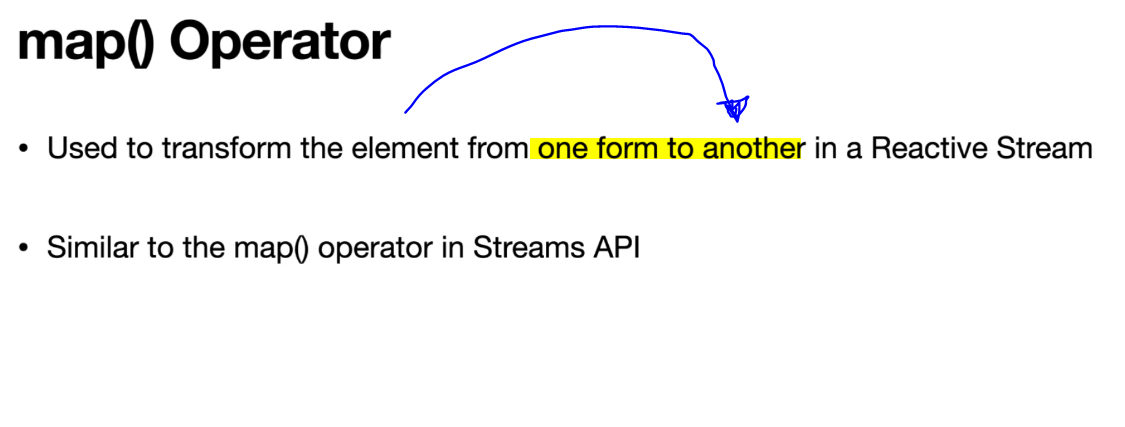 map() Operator
• Used to transform the element from one form to another in a Reactive Stream
• Similar to the map() operator in Streams API